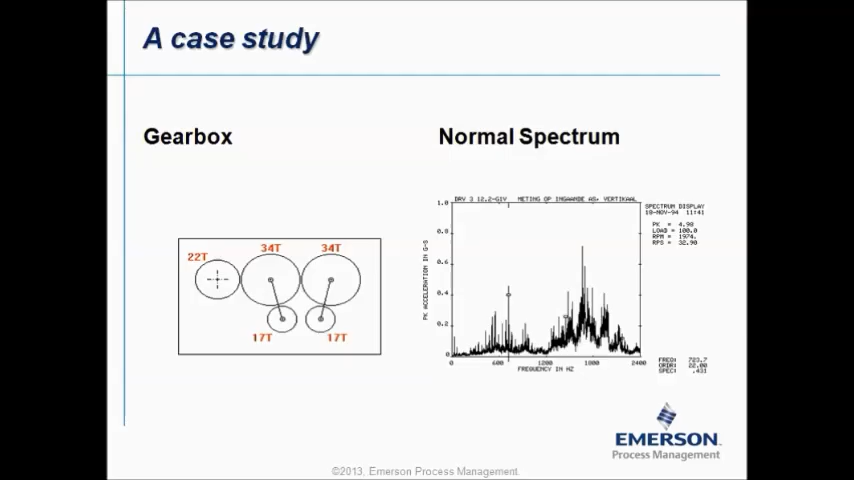 A case study
Gearbox
Normal Spectrum
22T
34T
34T
17T
17T
DRV 3 12.2-GIV METING OP INGAANDE AS, VERTIKAAL
PK ACCELERATION IN G-S
1.0
0.8
0.6
0.4
0.2
0
0
600
1200
1800
2400
FREQUENCY IN HZ
SPECTRUM DISPLAY
18-NOV-94 11:41
PK = 4.98
LOAD = 100.0
RPM = 1974.
RPS = 32.90
FREQ: 723.7
ORDR: 22.00
SPEC: .431
EMERSON
Process Management
©2013, Emerson Process Management.